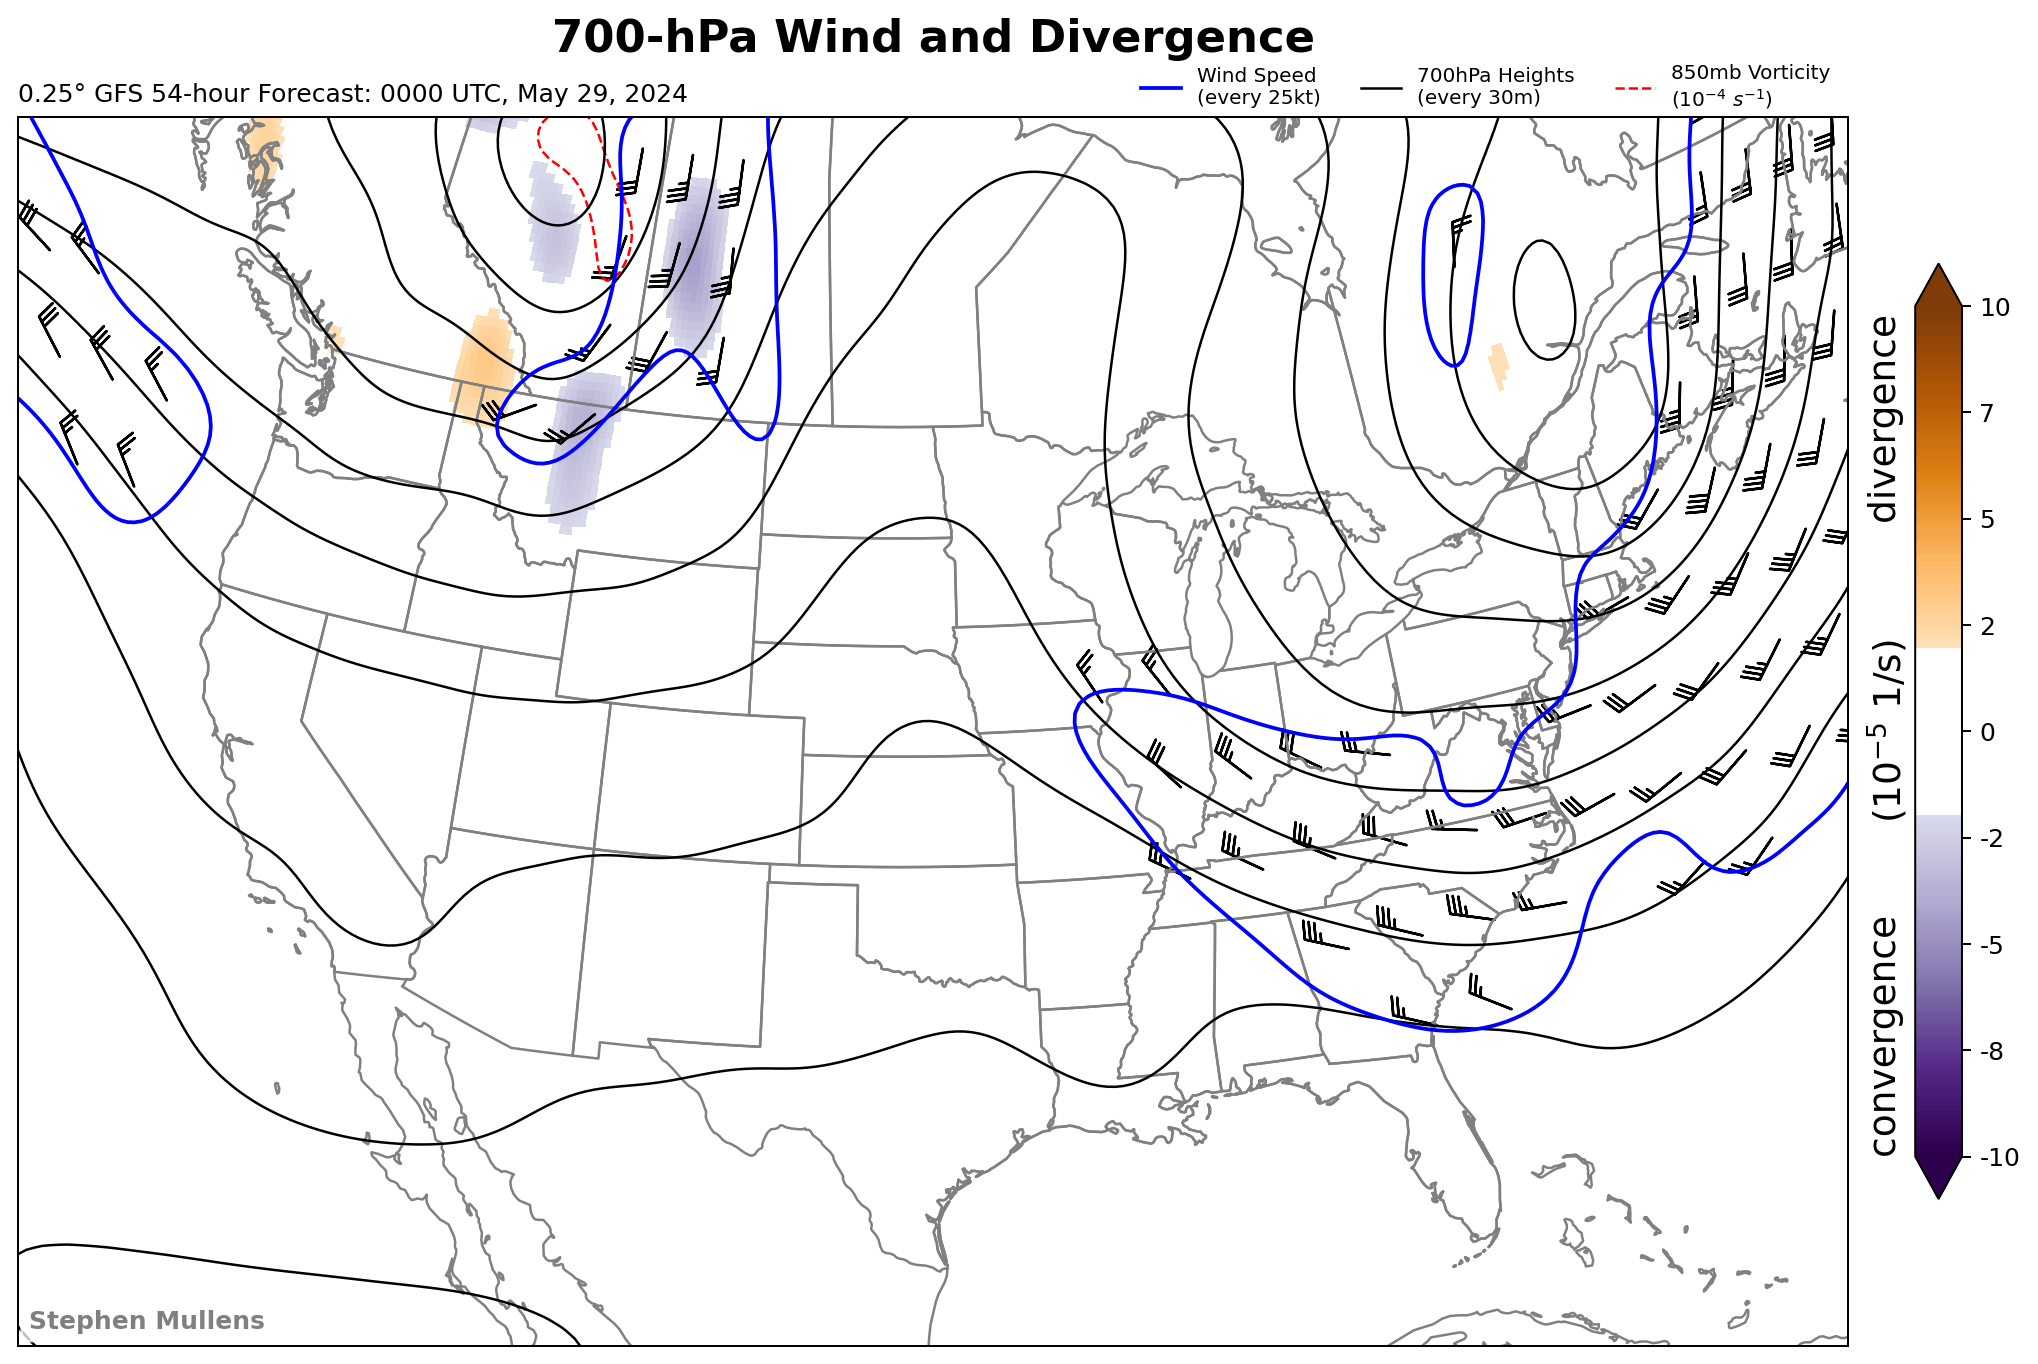 700-hPa Wind and Divergence
0.25° GFS 54-hour Forecast: 0000 UTC, May 29, 2024
Wind Speed
(every 25kt)
700hPa Heights
(every 30m)
850mb Vorticity
(10⁻⁴ s⁻¹)
10
7
5
2
0
-2
-5
-8
-10
convergence (10⁻⁵ 1/s) divergence
Stephen Mullens